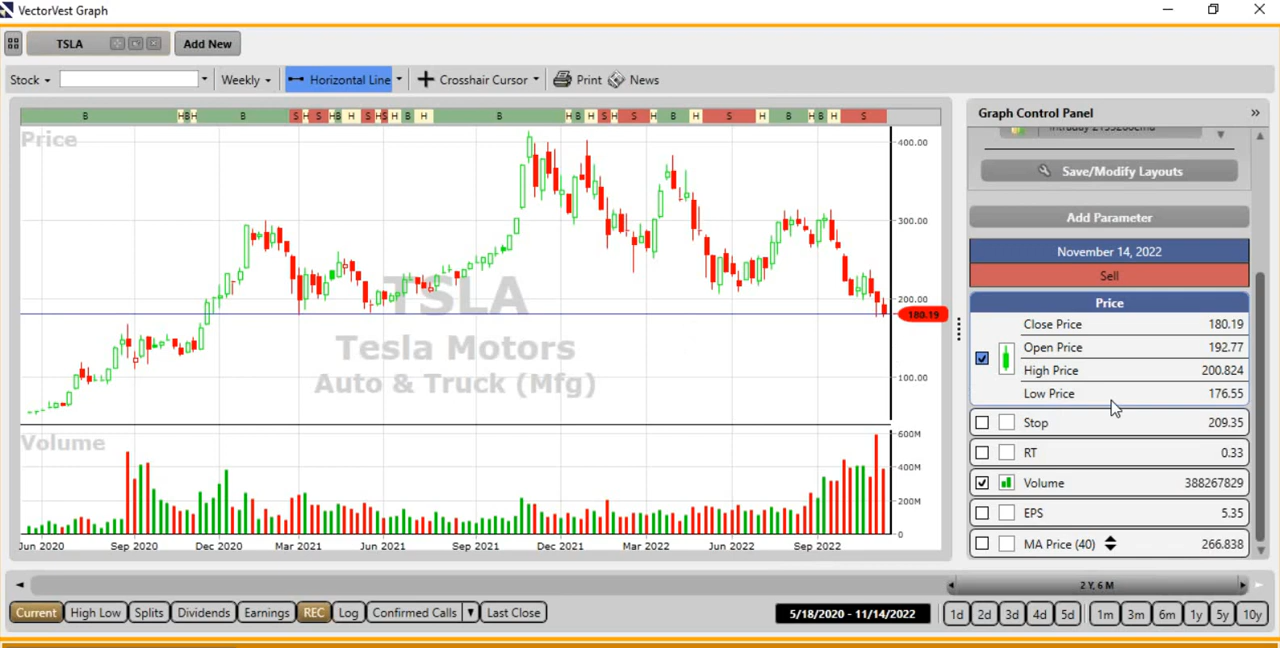 VectorVest Graph
TSLA Add New
Stock Weekly Horizontal Line Crosshair Cursor Print News
B H B H B S H S H B H S H S H B H B H B H S H S H B H S H B H B H S
Price
400.00
300.00
200.00
180.19
100.00
TSLA
Tesla Motors
Auto & Truck (Mfg)
Volume
600M
400M
200M
0
Jun 2020 Sep 2020 Dec 2020 Mar 2021 Jun 2021 Sep 2021 Dec 2021 Mar 2022 Jun 2022 Sep 2022
Graph Control Panel »
Save/Modify Layouts
Add Parameter
November 14, 2022
Sell
Price
Close Price 180.19
Open Price 192.77
High Price 200.824
Low Price 176.55
Stop 209.35
RT 0.33
Volume 388267829
EPS 5.35
MA Price (40) 266.838
2 Y, 6 M
Current High Low Splits Dividends Earnings REC Log Confirmed Calls Last Close 5/18/2020 - 11/14/2022 1d 2d 3d 4d 5d 1m 3m 6m 1y 5y 10y